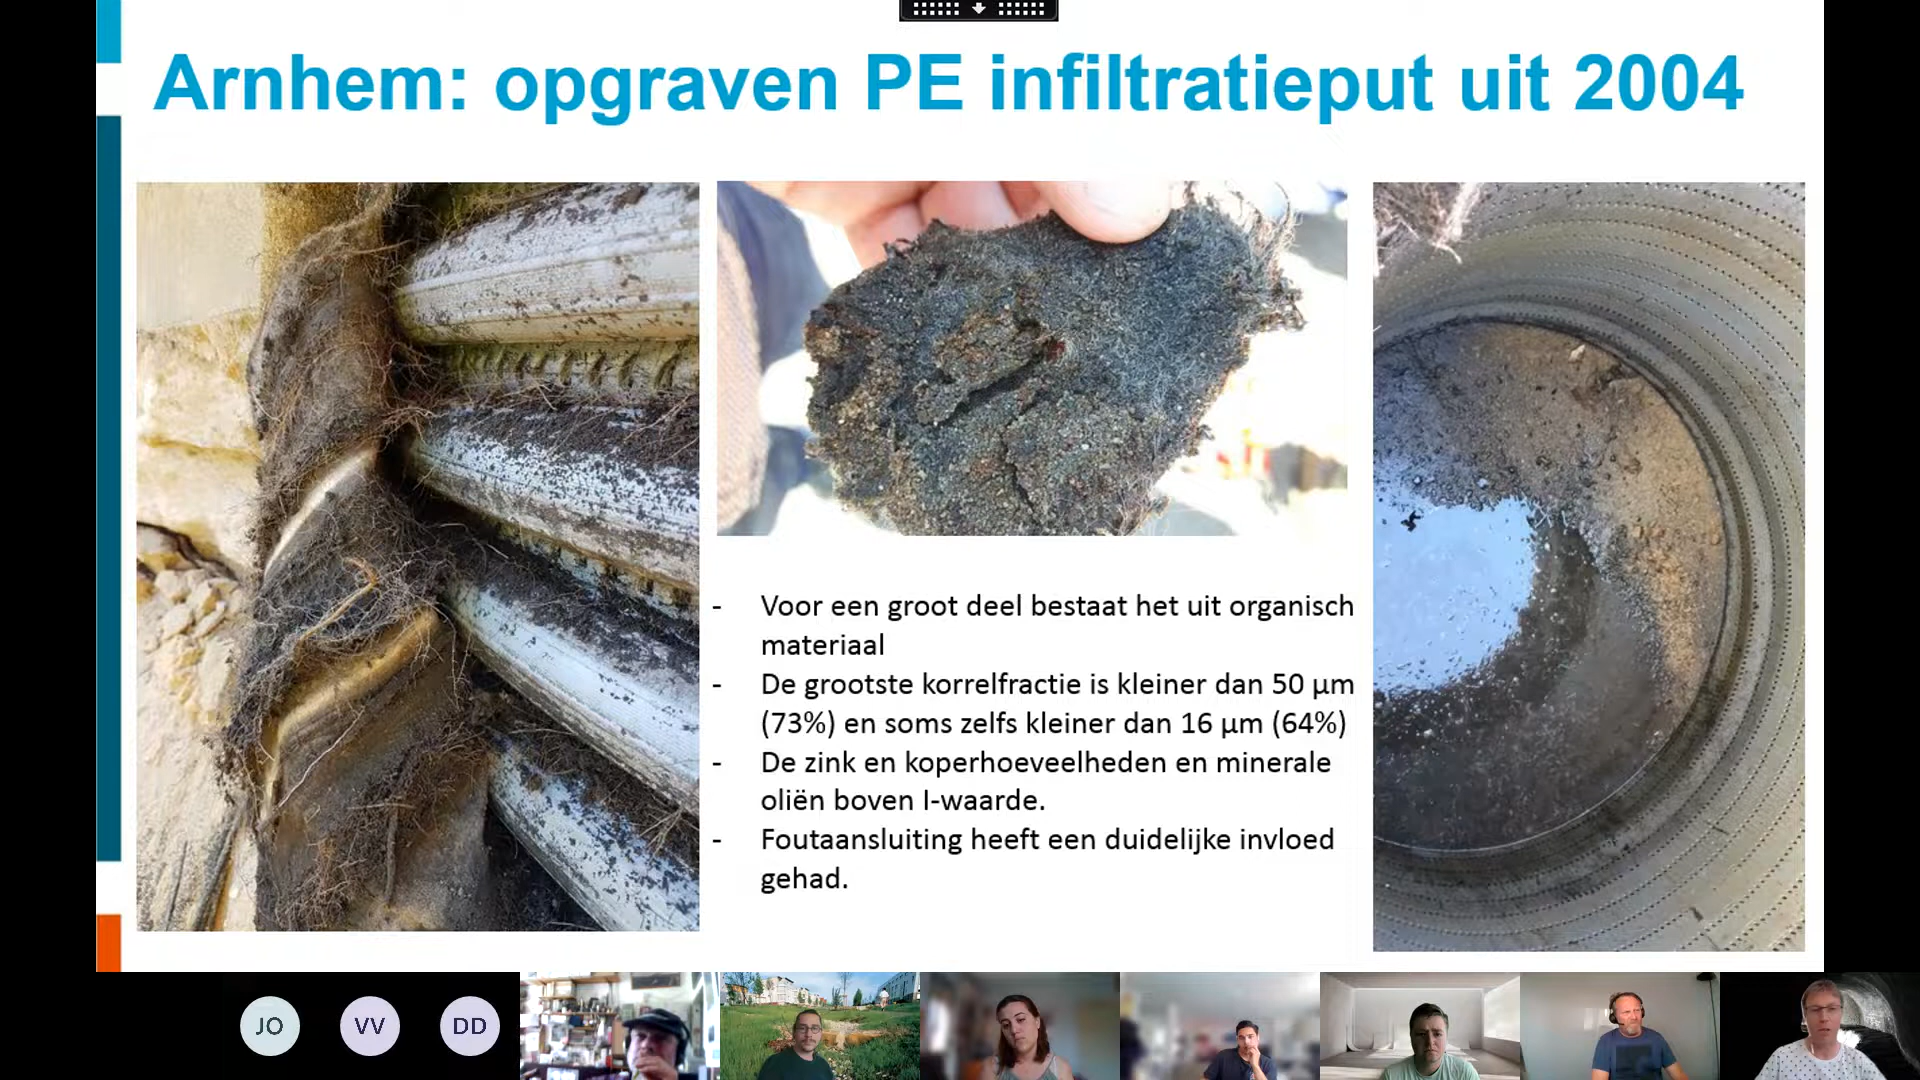 Arnhem: opgraven PE infiltratieput uit 2004
- Voor een groot deel bestaat het uit organisch
materiaal
- De grootste korrelfractie is kleiner dan 50 µm
(73%) en soms zelfs kleiner dan 16 µm (64%)
- De zink en koperhoeveelheden en minerale
oliën boven I-waarde.
- Foutaansluiting heeft een duidelijke invloed
gehad.
JO
VV
DD